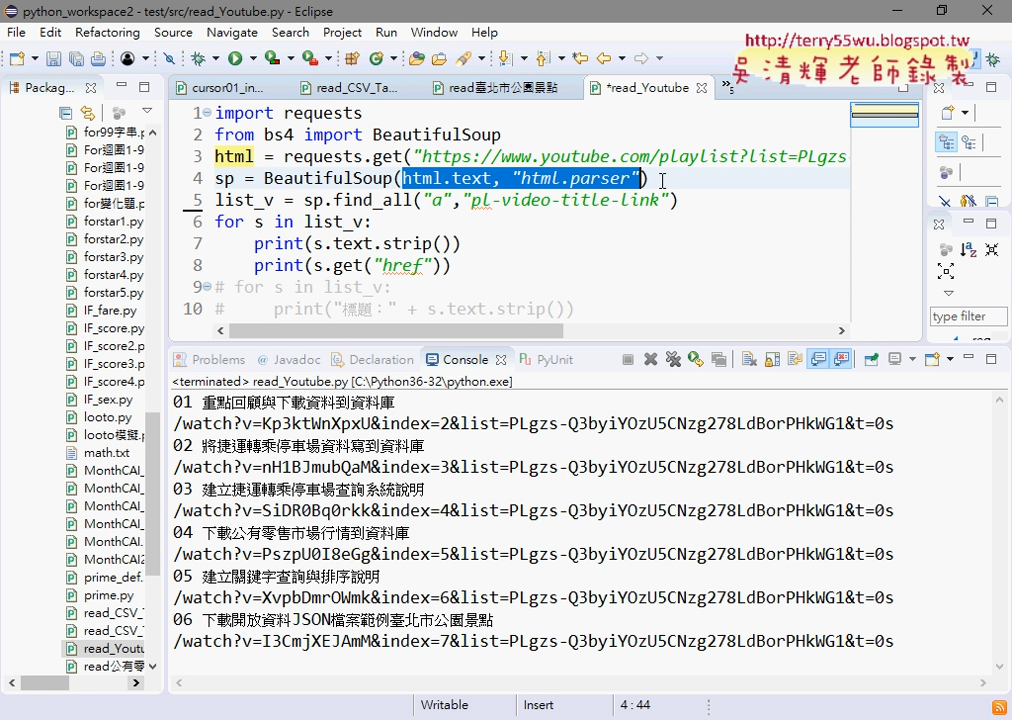 python_workspace2 - test/src/read_Youtube.py - Eclipse
File Edit Refactoring Source Navigate Search Project Run Window Help
http://terry55wu.blogspot.tw
吳清輝老師錄製
Packag...
cursor01_in...
read_CSV_Ta...
read臺北市公園景點
*read_Youtube
»5
for99字串.p
For迴圈1-9
For迴圈1-9
For迴圈1-9
for變化題.p
forstar1.py
forstar2.py
forstar3.py
forstar4.py
forstar5.py
IF_fare.py
IF_score.py
IF_score2.p
IF_score3.p
IF_score4.p
IF_sex.py
looto.py
looto模擬.p
math.txt
MonthCAI_
MonthCAI_
MonthCAI_
MonthCAI_
MonthCAI.
MonthCAI2
prime_def.
prime.py
read_CSV_T
read_CSV_T
read_Youtu
read公有零
1 import requests
2 from bs4 import BeautifulSoup
3 html = requests.get("https://www.youtube.com/playlist?list=PLgzs
4 sp = BeautifulSoup(html.text, "html.parser")
5 list_v = sp.find_all("a","pl-video-title-link")
6 for s in list_v:
7 print(s.text.strip())
8 print(s.get("href"))
9 # for s in list_v:
10 # print("標題：" + s.text.strip())
type filter
Problems @ Javadoc Declaration Console PyUnit
<terminated> read_Youtube.py [C:\Python36-32\python.exe]
01 重點回顧與下載資料到資料庫
/watch?v=Kp3ktWnXpxU&index=2&list=PLgzs-Q3byiYOzU5CNzg278LdBorPHkWG1&t=0s
02 將捷運轉乘停車場資料寫到資料庫
/watch?v=nH1BJmubQaM&index=3&list=PLgzs-Q3byiYOzU5CNzg278LdBorPHkWG1&t=0s
03 建立捷運轉乘停車場查詢系統說明
/watch?v=SiDR0Bq0rkk&index=4&list=PLgzs-Q3byiYOzU5CNzg278LdBorPHkWG1&t=0s
04 下載公有零售市場行情到資料庫
/watch?v=PszpU0I8eGg&index=5&list=PLgzs-Q3byiYOzU5CNzg278LdBorPHkWG1&t=0s
05 建立關鍵字查詢與排序說明
/watch?v=XvpbDmrOWmk&index=6&list=PLgzs-Q3byiYOzU5CNzg278LdBorPHkWG1&t=0s
06 下載開放資料JSON檔案範例臺北市公園景點
/watch?v=I3CmjXEJAmM&index=7&list=PLgzs-Q3byiYOzU5CNzg278LdBorPHkWG1&t=0s
Writable Insert 4 : 44